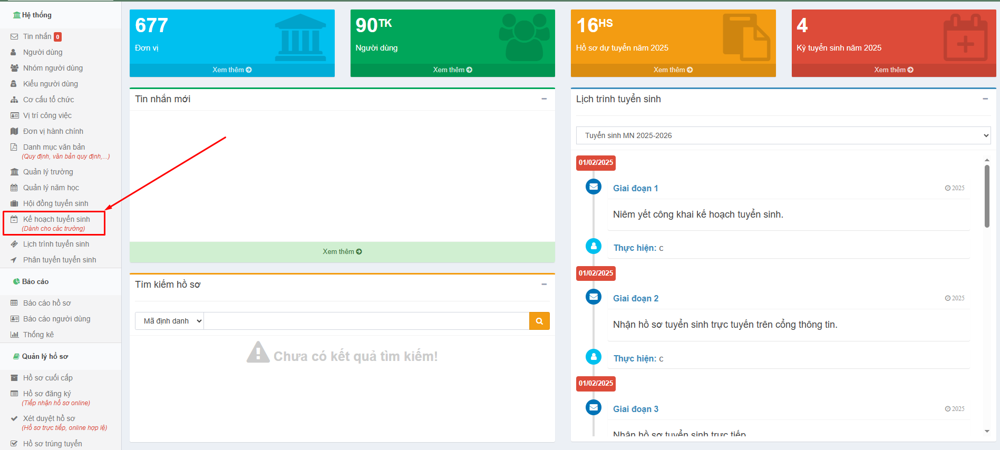 Hệ thống
Tin nhắn 0
Người dùng
Nhóm người dùng
Kiểu người dùng
Cơ cấu tổ chức
Vị trí công việc
Đơn vị hành chính
Danh mục văn bản
(Quy định, văn bản quy định,...)
Quản lý trường
Quản lý năm học
Hội đồng tuyển sinh
Kế hoạch tuyển sinh
(Dành cho các trường)
Lịch trình tuyển sinh
Phân tuyến tuyển sinh
Báo cáo
Báo cáo hồ sơ
Báo cáo người dùng
Thống kê
Quản lý hồ sơ
Hồ sơ cuối cấp
Hồ sơ đăng ký
(Tiếp nhận hồ sơ online)
Xét duyệt hồ sơ
(Hồ sơ trực tiếp, online hợp lệ)
Hồ sơ trúng tuyển
677
Đơn vị
Xem thêm
90TK
Người dùng
Xem thêm
16HS
Hồ sơ dự tuyển năm 2025
Xem thêm
4
Kỳ tuyển sinh năm 2025
Xem thêm
Tin nhắn mới
Xem thêm
Tìm kiếm hồ sơ
Mã định danh
Chưa có kết quả tìm kiếm!
Lịch trình tuyển sinh
Tuyển sinh MN 2025-2026
01/02/2025
Giai đoạn 1 2025
Niêm yết công khai kế hoạch tuyển sinh.
Thực hiện: c
01/02/2025
Giai đoạn 2 2025
Nhận hồ sơ tuyển sinh trực tuyến trên cổng thông tin.
Thực hiện: c
01/02/2025
Giai đoạn 3 2025
Nhận hồ sơ tuyển sinh trực tiếp